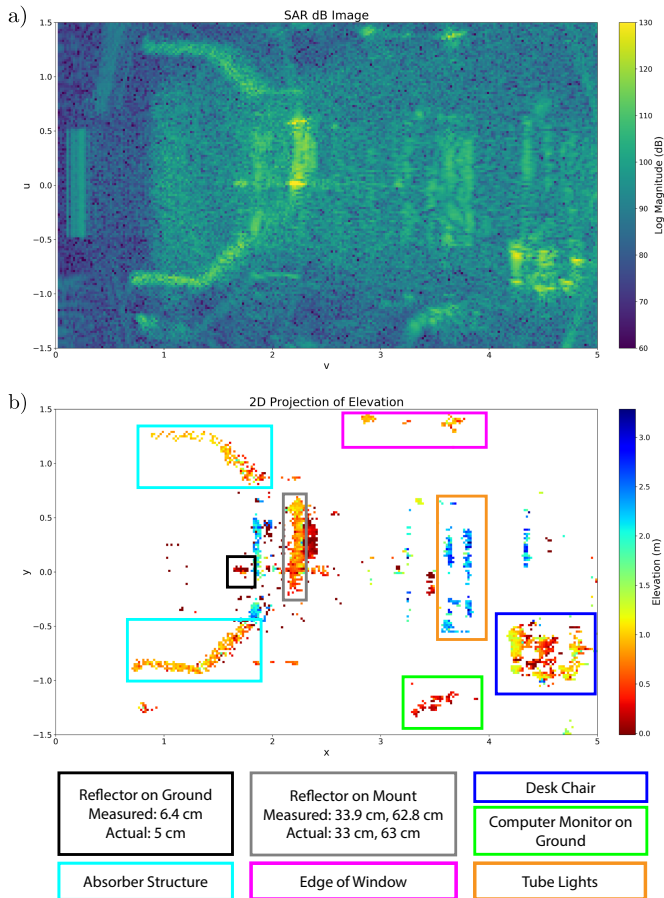 a)
SAR dB Image
1.5
1.0
0.5
0.0
−0.5
−1.0
−1.5
u
0
1
2
3
4
5
v
130
120
110
100
90
80
70
60
Log Magnitude (dB)
b)
2D Projection of Elevation
1.5
1.0
0.5
0.0
−0.5
−1.0
−1.5
y
0
1
2
3
4
5
x
3.0
2.5
2.0
1.5
1.0
0.5
0.0
Elevation (m)
Reflector on Ground
Measured: 6.4 cm
Actual: 5 cm
Reflector on Mount
Measured: 33.9 cm, 62.8 cm
Actual: 33 cm, 63 cm
Desk Chair
Computer Monitor on
Ground
Absorber Structure
Edge of Window
Tube Lights